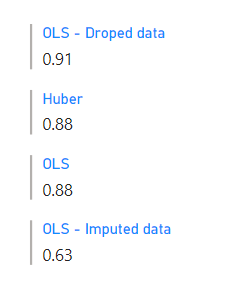 OLS - Droped data
0.91
Huber
0.88
OLS
0.88
OLS - Imputed data
0.63